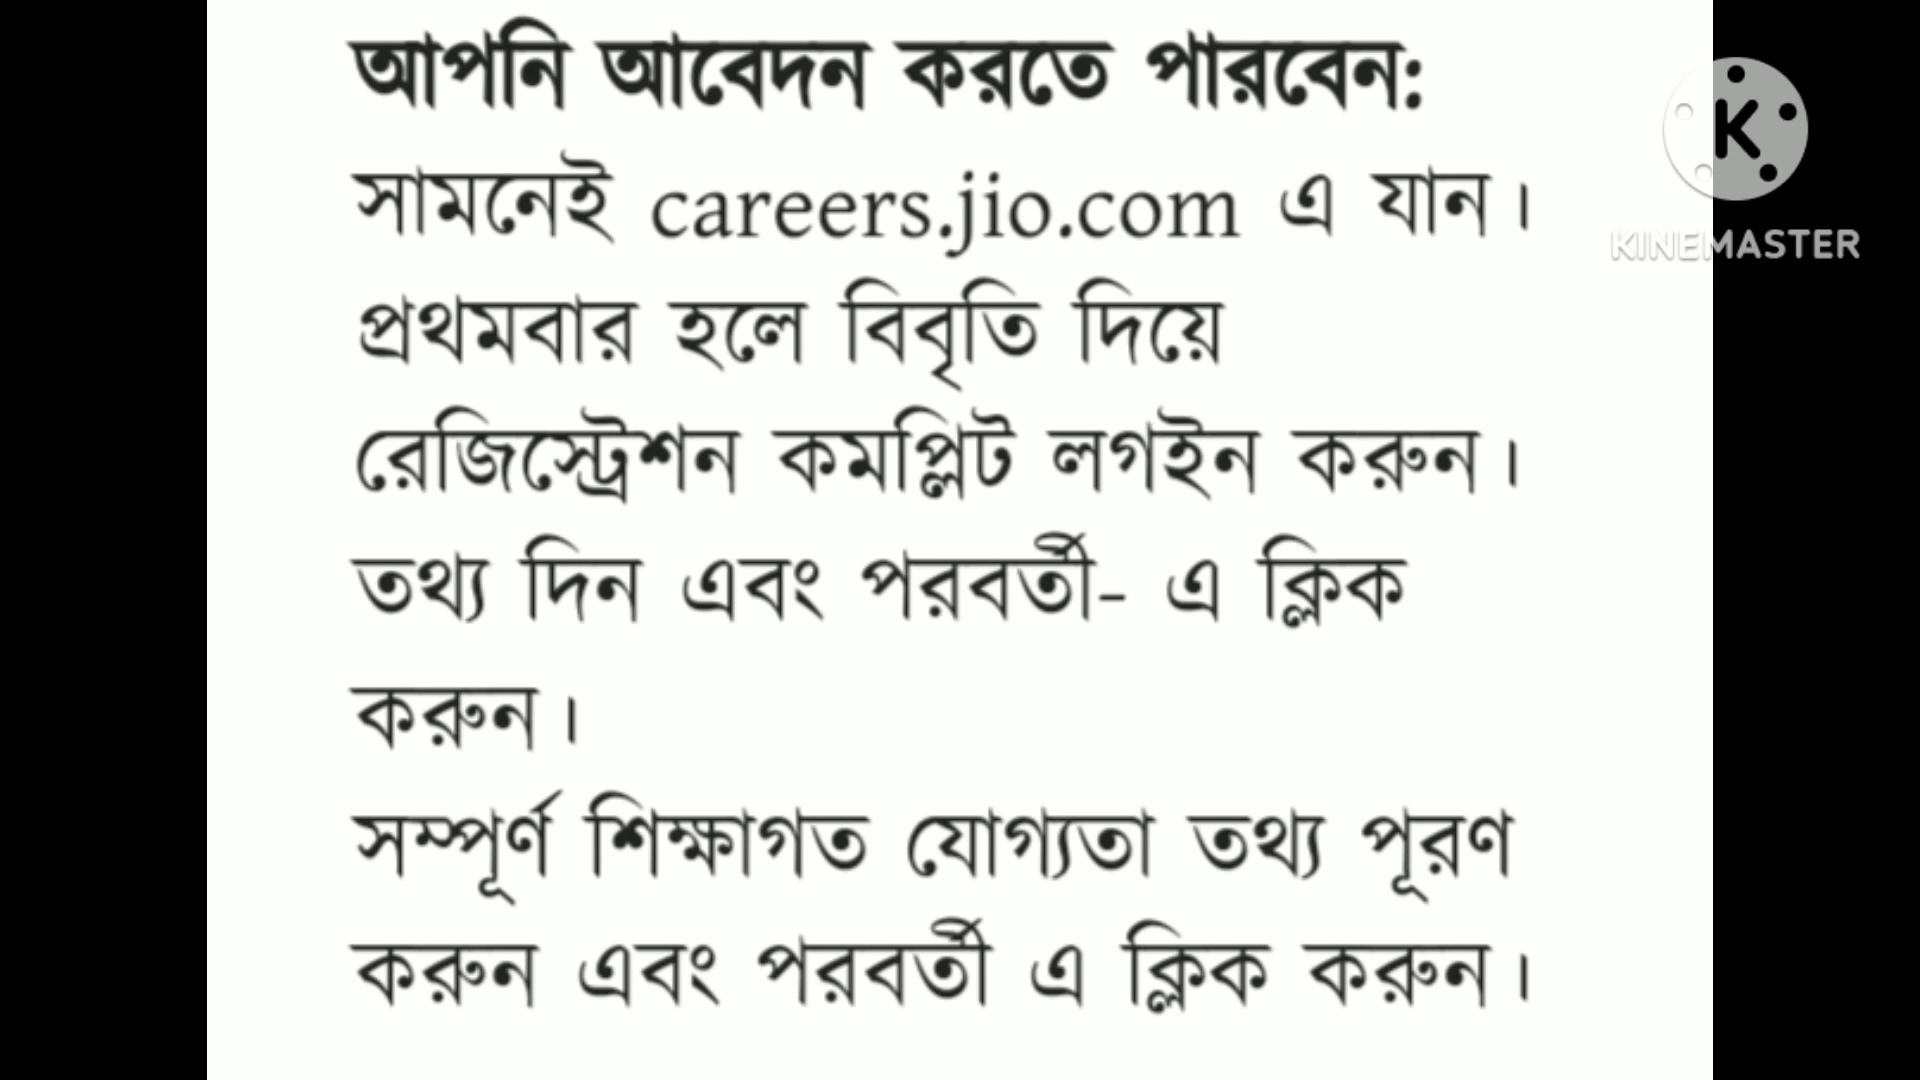 আপনি আবেদন করতে পারবেন:
সামনেই careers.jio.com এ যান।
প্রথমবার হলে বিবৃতি দিয়ে
রেজিস্ট্রেশন কমপ্লিট লগইন করুন।
তথ্য দিন এবং পরবর্তী- এ ক্লিক
করুন।
সম্পূর্ণ শিক্ষাগত যোগ্যতা তথ্য পূরণ
করুন এবং পরবর্তী এ ক্লিক করুন।
K
KINEMASTER